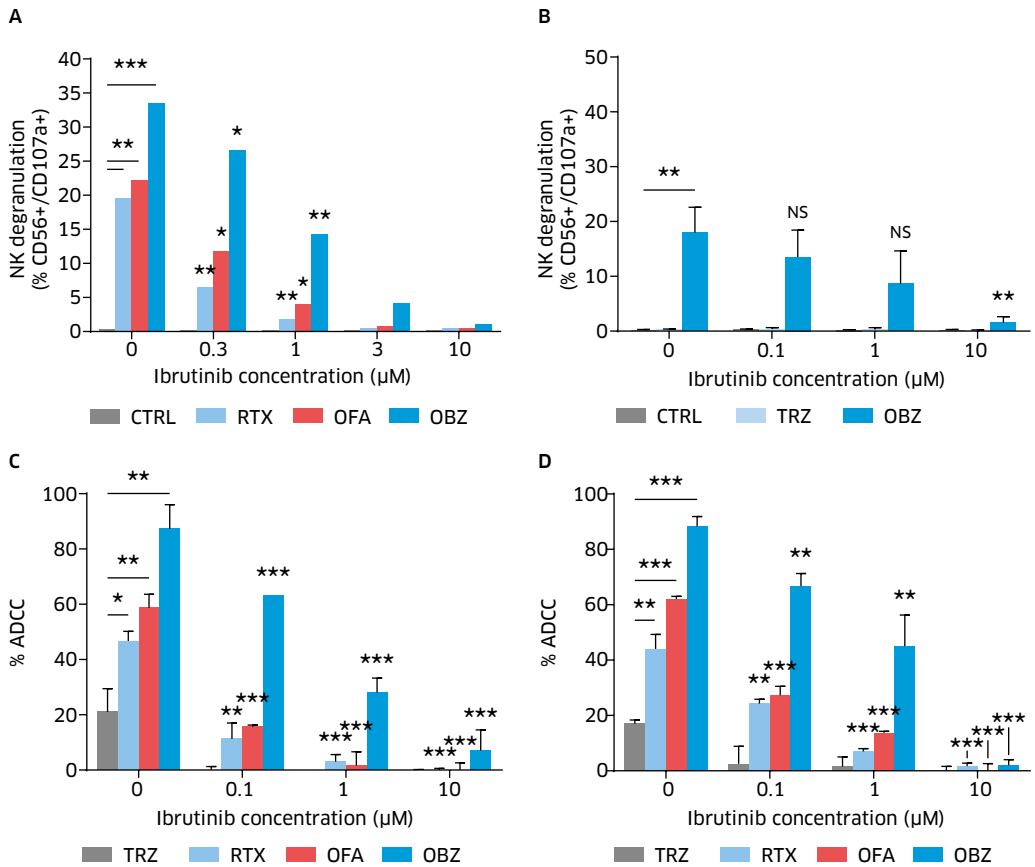 A
NK degranulation
(% CD56+/CD107a+)
40
35
30
25
20
15
10
5
0
***
**
**
*
*
**
*
**
0 0.3 1 3 10
Ibrutinib concentration (µM)
CTRL RTX OFA OBZ
B
NK degranulation
(% CD56+/CD107a+)
50
40
30
20
10
0
**
NS
NS
**
0 0.1 1 10
Ibrutinib concentration (µM)
CTRL TRZ OBZ
C
% ADCC
100
80
60
40
20
0
**
**
*
**
***
***
***
***
***
***
***
***
0 0.1 1 10
Ibrutinib concentration (µM)
TRZ RTX OFA OBZ
D
% ADCC
100
80
60
40
20
0
***
***
**
**
***
**
***
***
**
***
***
***
0 0.1 1 10
Ibrutinib concentration (µM)
TRZ RTX OFA OBZ